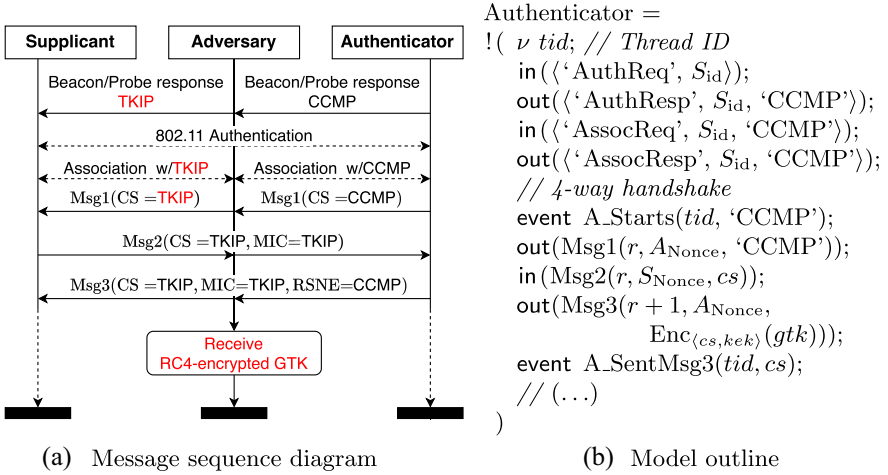 Supplicant Adversary Authenticator
Beacon/Probe response Beacon/Probe response
TKIP CCMP
802.11 Authentication
Association w/TKIP Association w/CCMP
Msg1(CS =TKIP) Msg1(CS =CCMP)
Msg2(CS =TKIP, MIC=TKIP)
Msg3(CS =TKIP, MIC=TKIP, RSNE=CCMP)
Receive
RC4-encrypted GTK
(a) Message sequence diagram
Authenticator =
!( ν tid; // Thread ID
in(⟨‘AuthReq’, S_id⟩);
out(⟨‘AuthResp’, S_id, ‘CCMP’⟩);
in(⟨‘AssocReq’, S_id, ‘CCMP’⟩);
out(⟨‘AssocResp’, S_id, ‘CCMP’⟩);
// 4-way handshake
event A_Starts(tid, ‘CCMP’);
out(Msg1(r, A_Nonce, ‘CCMP’));
in(Msg2(r, S_Nonce, cs));
out(Msg3(r + 1, A_Nonce,
Enc_⟨cs,kek⟩(gtk)));
event A_SentMsg3(tid, cs);
// (...)
)
(b) Model outline